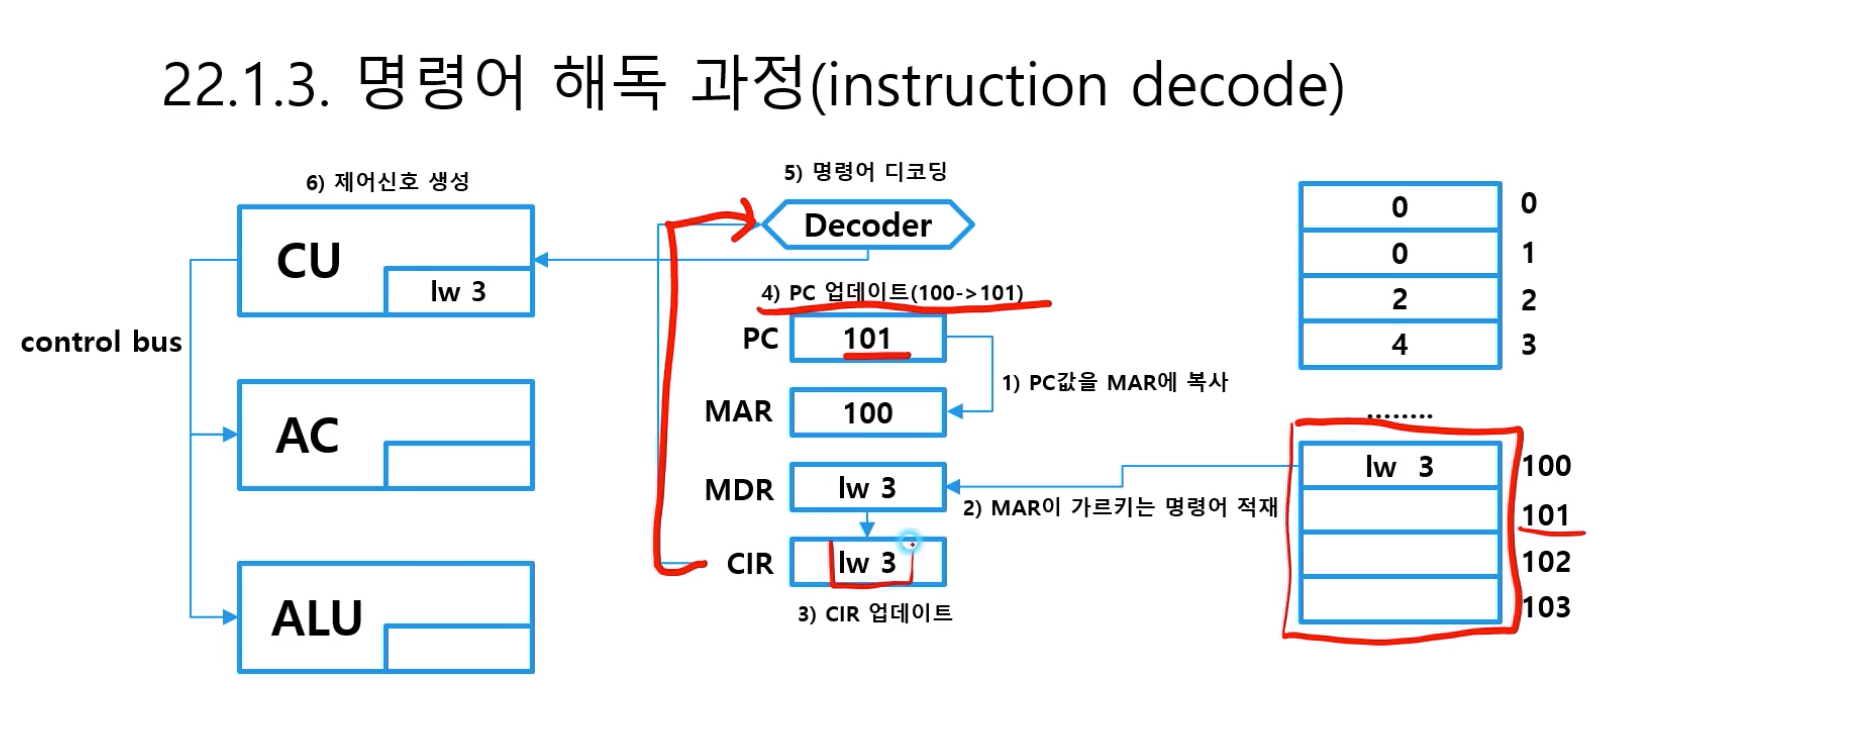 22.1.3. 명령어 해독 과정(instruction decode)
6) 제어신호 생성
CU
lw 3
control bus
AC
ALU
5) 명령어 디코딩
Decoder
4) PC 업데이트(100->101)
PC
101
1) PC값을 MAR에 복사
MAR
100
MDR
lw 3
2) MAR이 가르키는 명령어 적재
CIR
lw 3
3) CIR 업데이트
0 0
0 1
2 2
4 3
........
lw 3 100
101
102
103